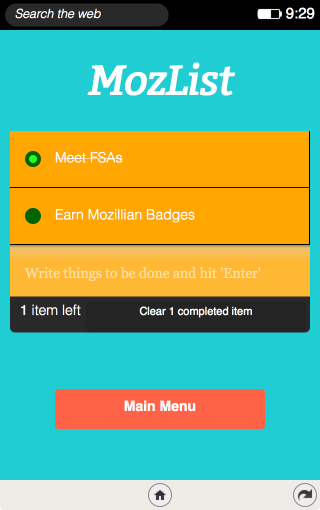 Search the web
9:29
MozList
Meet FSAs
Earn Mozillian Badges
Write things to be done and hit 'Enter'
1 item left
Clear 1 completed item
Main Menu